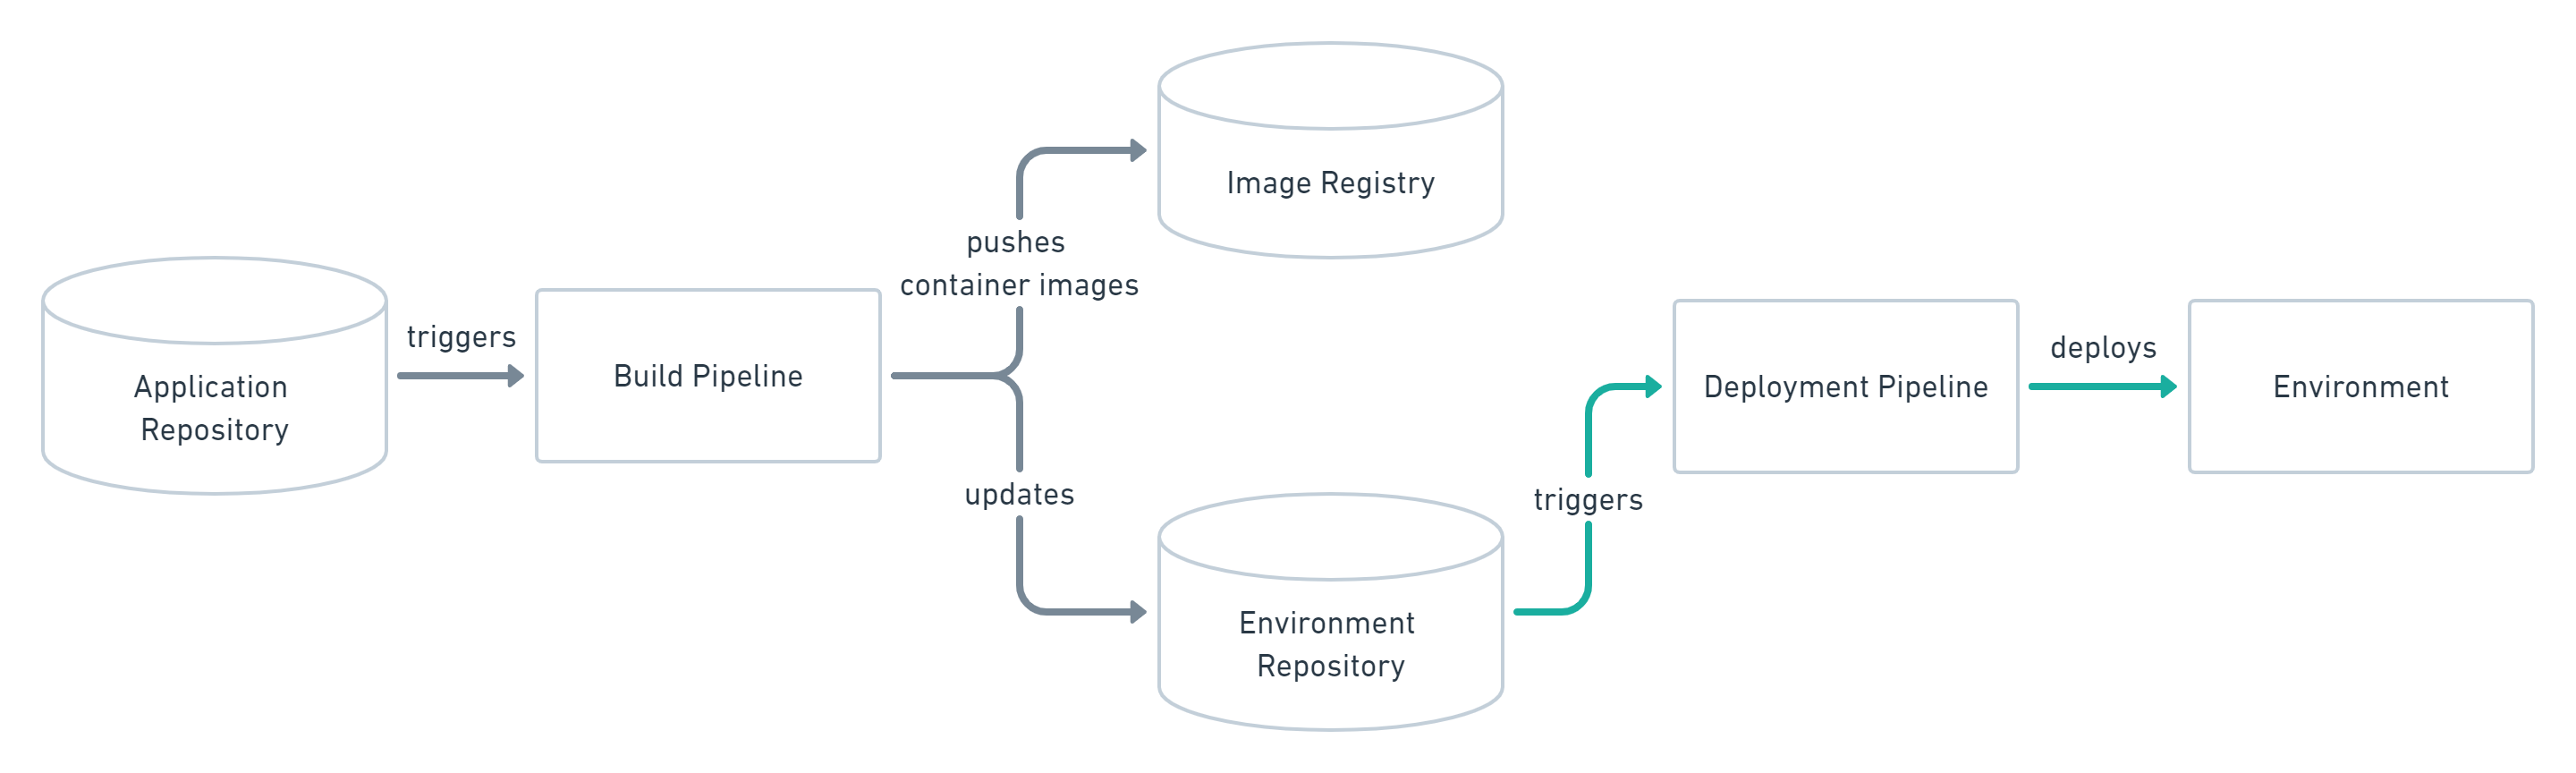 Application
Repository
triggers
Build Pipeline
pushes
container images
Image Registry
updates
Environment
Repository
triggers
Deployment Pipeline
deploys
Environment